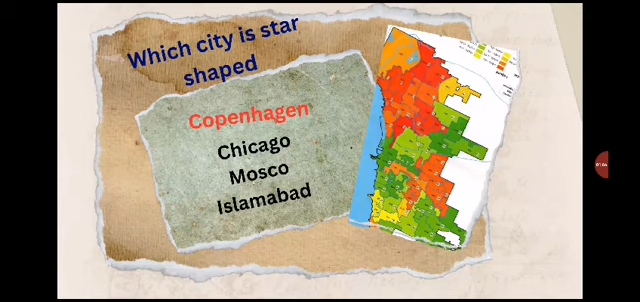 Which city is star
shaped
Copenhagen
Chicago
Mosco
Islamabad